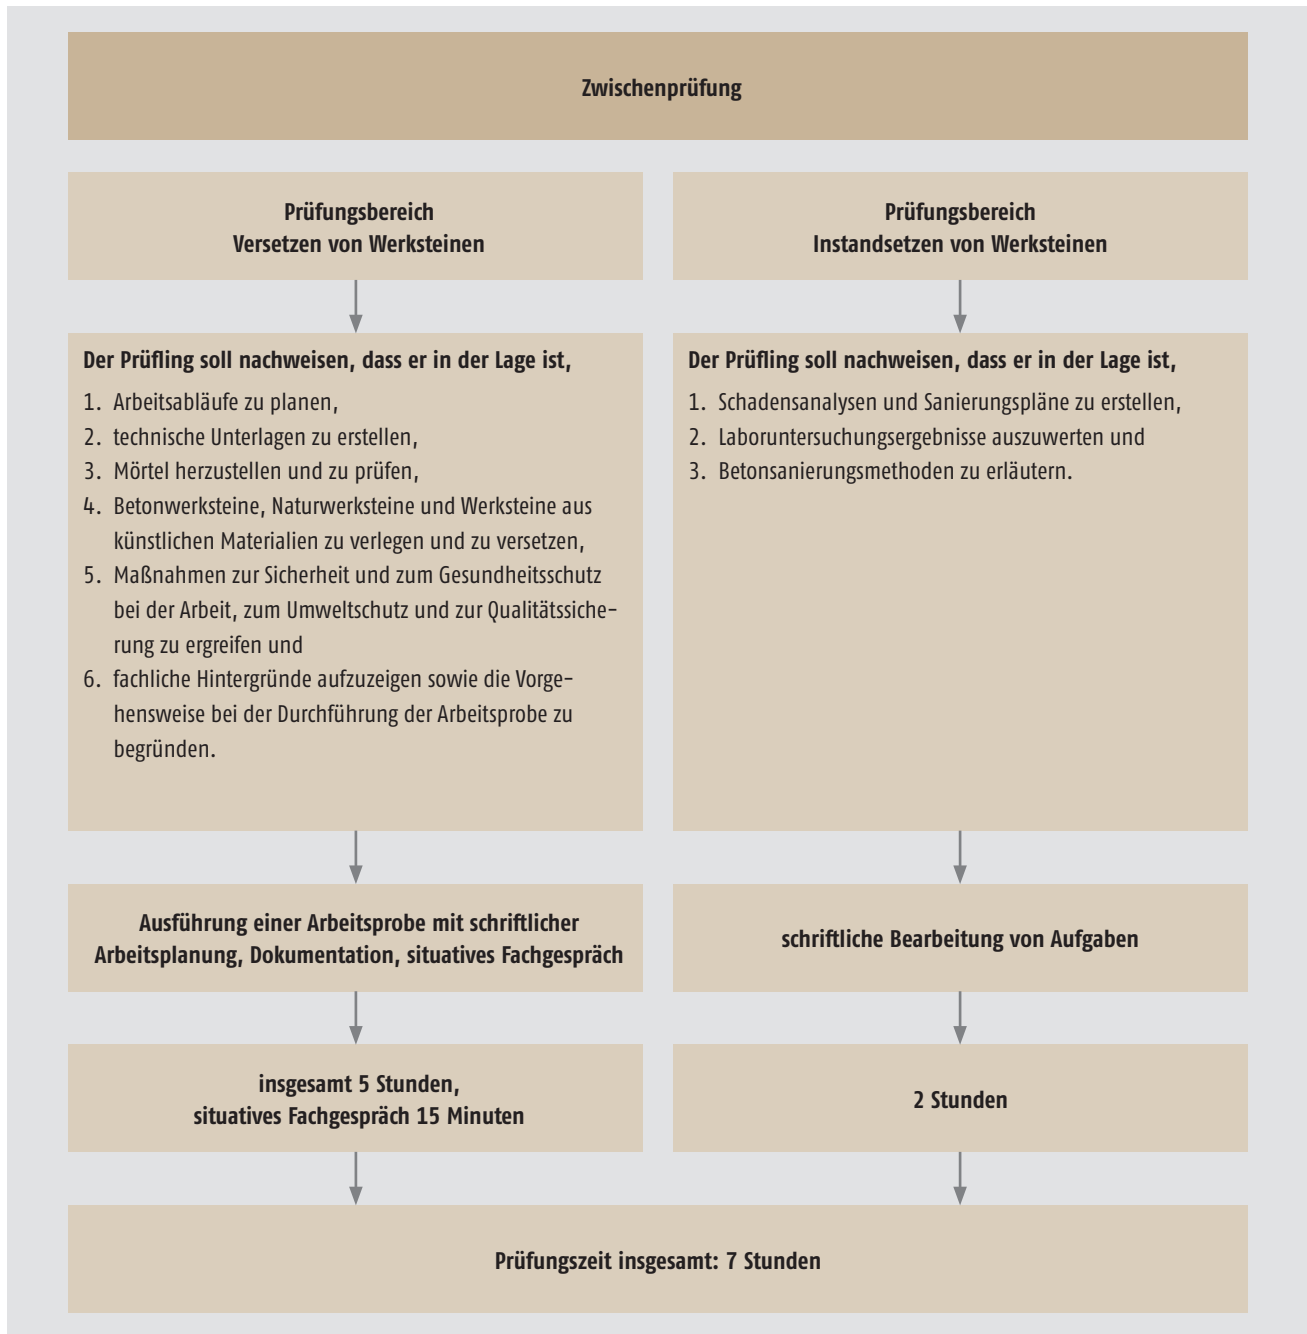 Zwischenprüfung
Prüfungsbereich
Versetzen von Werksteinen
Prüfungsbereich
Instandsetzen von Werksteinen
Der Prüfling soll nachweisen, dass er in der Lage ist,
1. Arbeitsabläufe zu planen,
2. technische Unterlagen zu erstellen,
3. Mörtel herzustellen und zu prüfen,
4. Betonwerksteine, Naturwerksteine und Werksteine aus
künstlichen Materialien zu verlegen und zu versetzen,
5. Maßnahmen zur Sicherheit und zum Gesundheitsschutz
bei der Arbeit, zum Umweltschutz und zur Qualitätssiche-
rung zu ergreifen und
6. fachliche Hintergründe aufzuzeigen sowie die Vorge-
hensweise bei der Durchführung der Arbeitsprobe zu
begründen.
Der Prüfling soll nachweisen, dass er in der Lage ist,
1. Schadensanalysen und Sanierungspläne zu erstellen,
2. Laboruntersuchungsergebnisse auszuwerten und
3. Betonsanierungsmethoden zu erläutern.
Ausführung einer Arbeitsprobe mit schriftlicher
Arbeitsplanung, Dokumentation, situatives Fachgespräch
schriftliche Bearbeitung von Aufgaben
insgesamt 5 Stunden,
situatives Fachgespräch 15 Minuten
2 Stunden
Prüfungszeit insgesamt: 7 Stunden